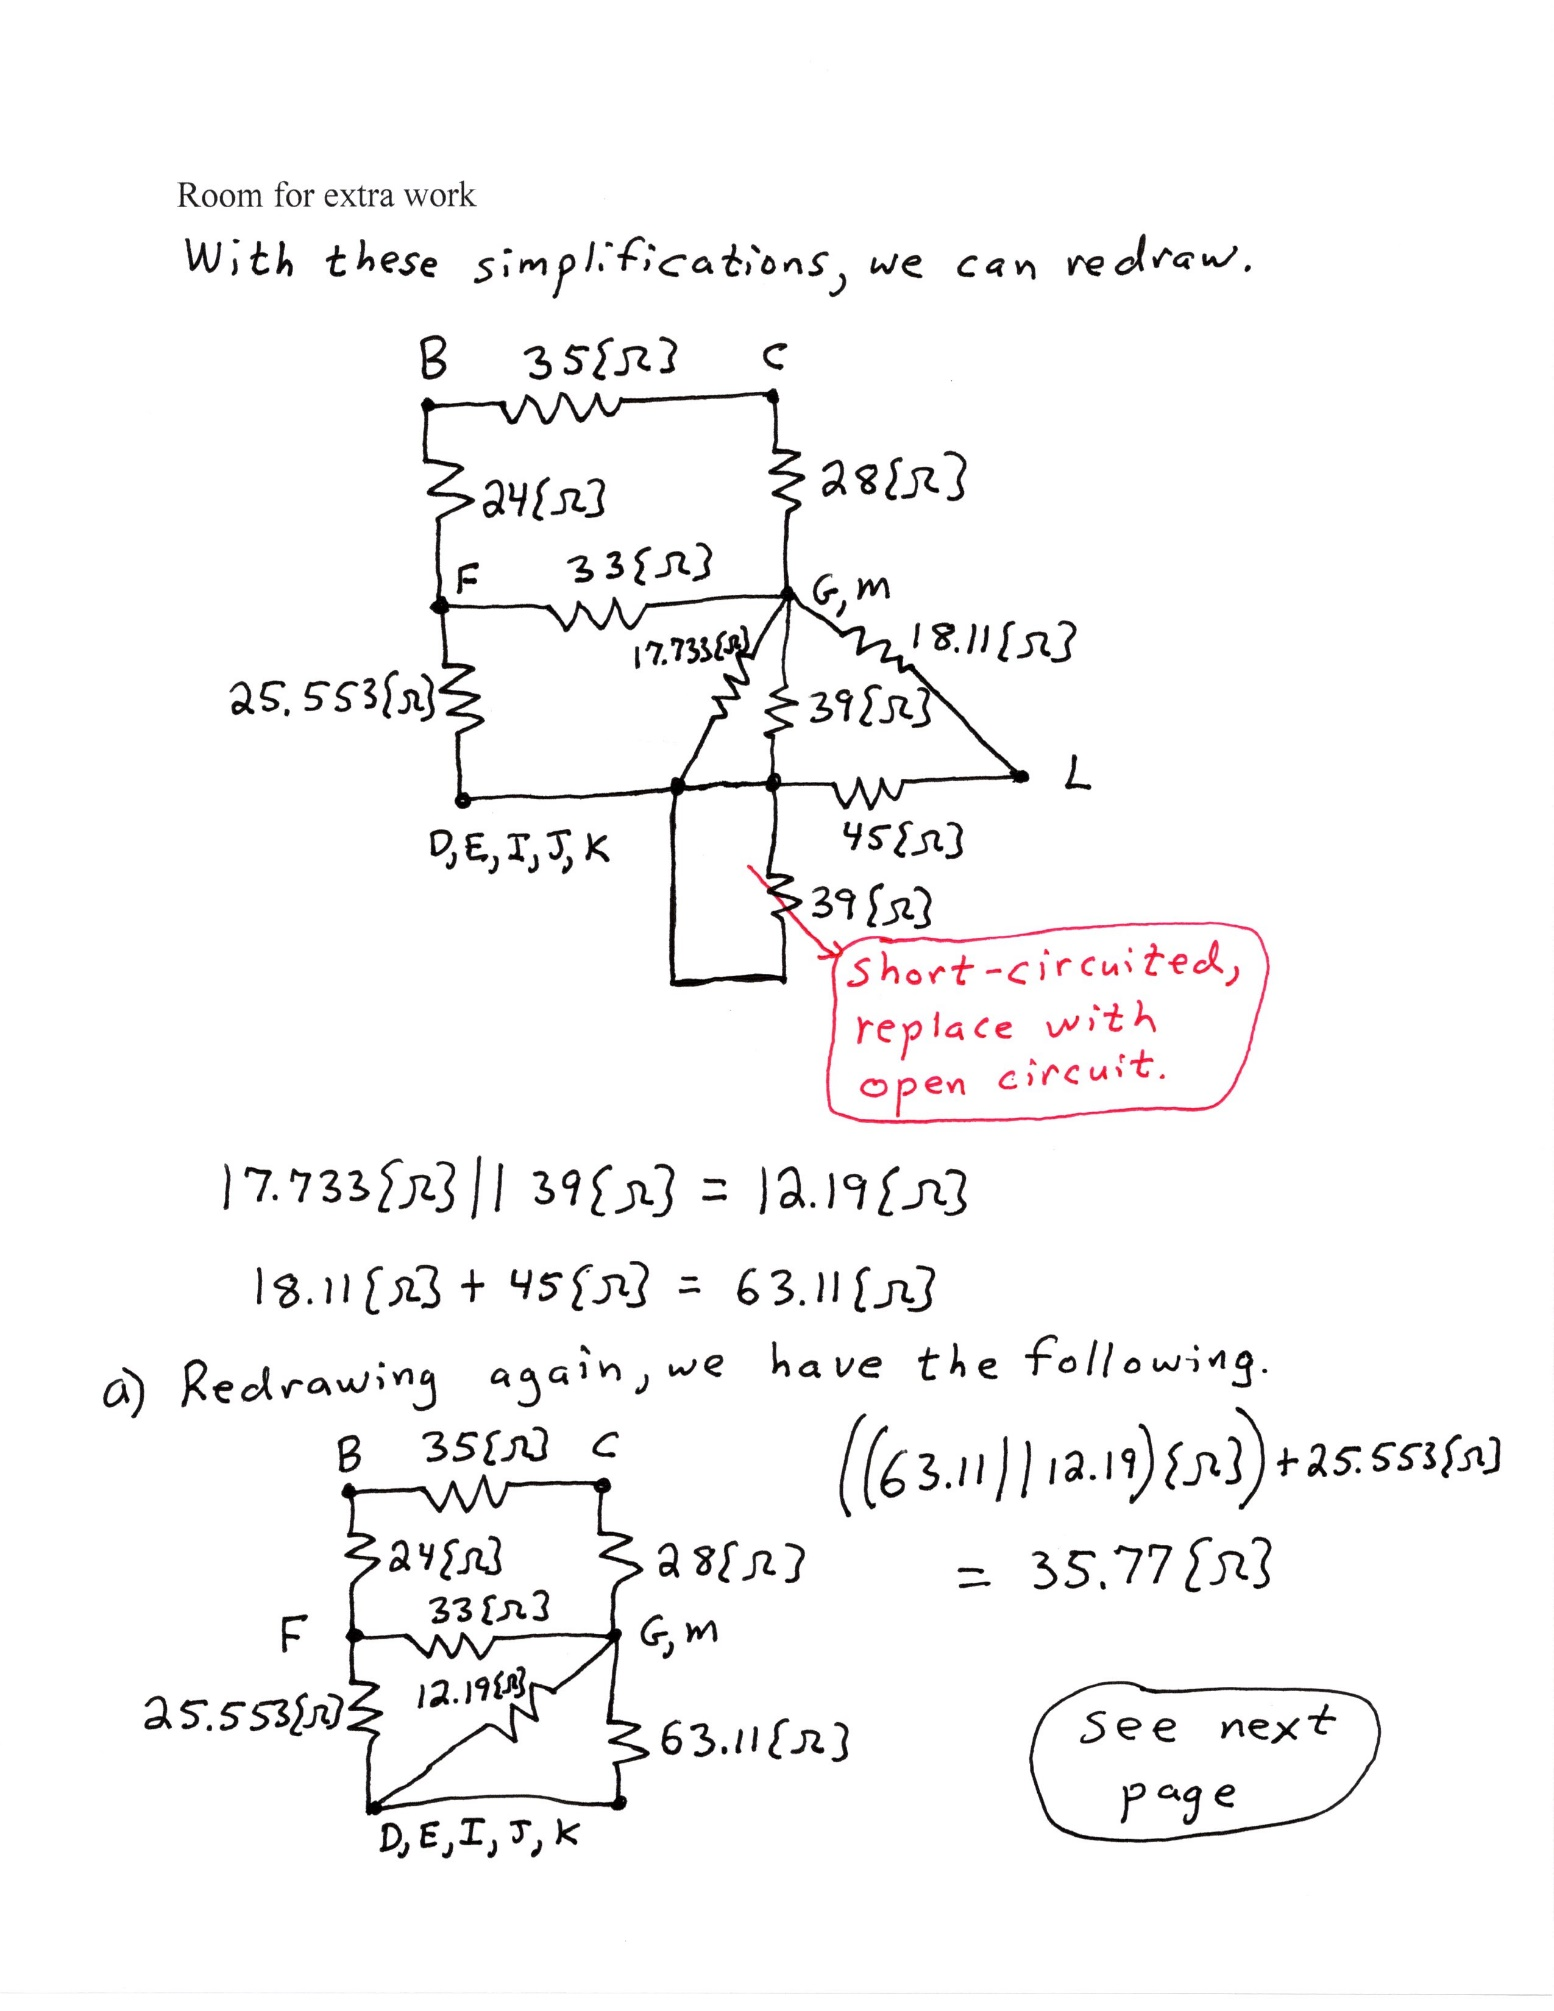 Room for extra work
With these simplifications, we can redraw.
B 35{Ω} C
24{Ω} 28{Ω}
F 33{Ω} G, m
17.733{Ω} 18.11{Ω}
25.553{Ω} 39{Ω}
L
D, E, I, J, K 45{Ω}
39{Ω}
short-circuited,
replace with
open circuit.
17.733{Ω} || 39{Ω} = 12.19{Ω}
18.11{Ω} + 45{Ω} = 63.11{Ω}
a) Redrawing again, we have the following.
B 35{Ω} C
((63.11 || 12.19){Ω}) + 25.553{Ω}
24{Ω} 28{Ω}
= 35.77{Ω}
33{Ω}
F G, m
12.19{Ω}
25.553{Ω} 63.11{Ω}
D, E, I, J, K
see next
page